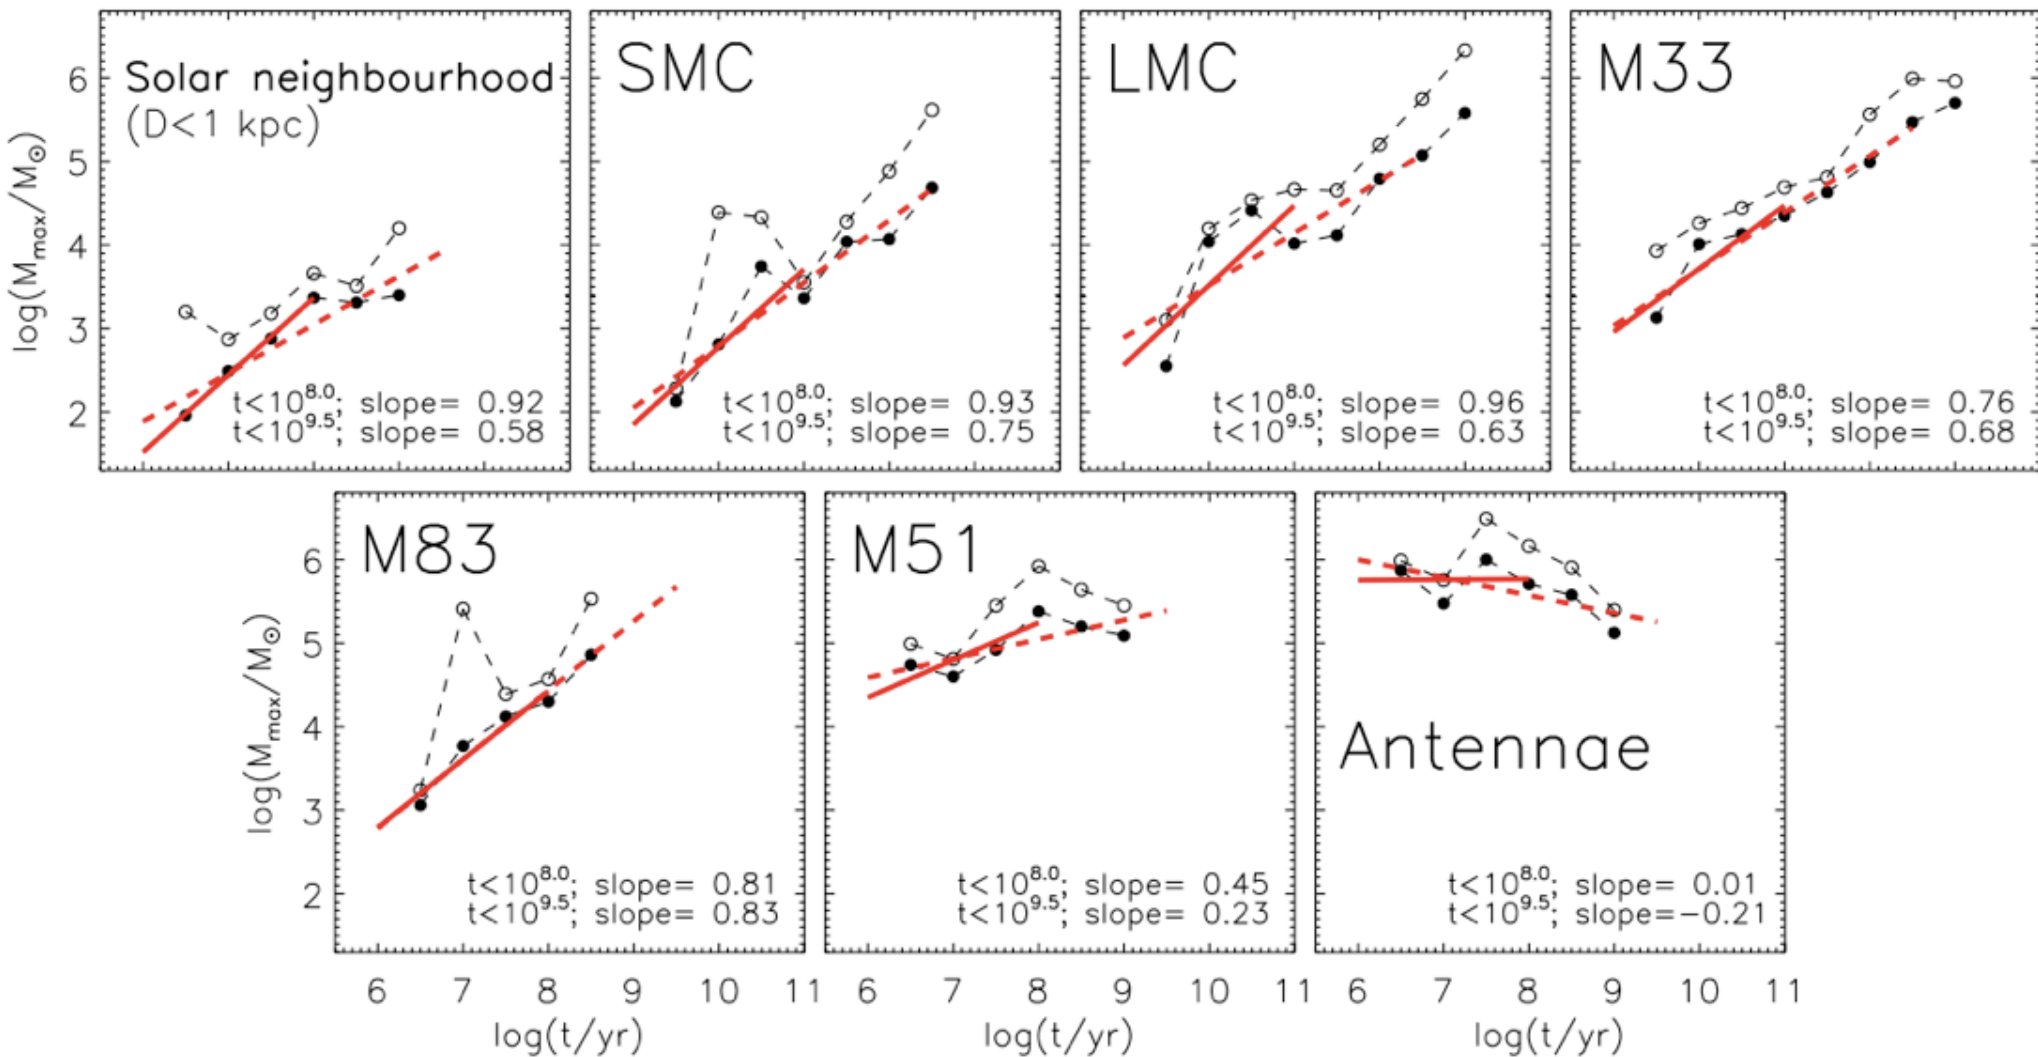 Solar neighbourhood
(D<1 kpc)
SMC
LMC
M33
log(M_max/M_⊙)
6
5
4
3
2
t<10^8.0; slope= 0.92
t<10^9.5; slope= 0.58
t<10^8.0; slope= 0.93
t<10^9.5; slope= 0.75
t<10^8.0; slope= 0.96
t<10^9.5; slope= 0.63
t<10^8.0; slope= 0.76
t<10^9.5; slope= 0.68
M83
M51
Antennae
log(M_max/M_⊙)
6
5
4
3
2
t<10^8.0; slope= 0.81
t<10^9.5; slope= 0.83
t<10^8.0; slope= 0.45
t<10^9.5; slope= 0.23
t<10^8.0; slope= 0.01
t<10^9.5; slope=−0.21
6 7 8 9 10 11
6 7 8 9 10 11
6 7 8 9 10 11
log(t/yr)
log(t/yr)
log(t/yr)